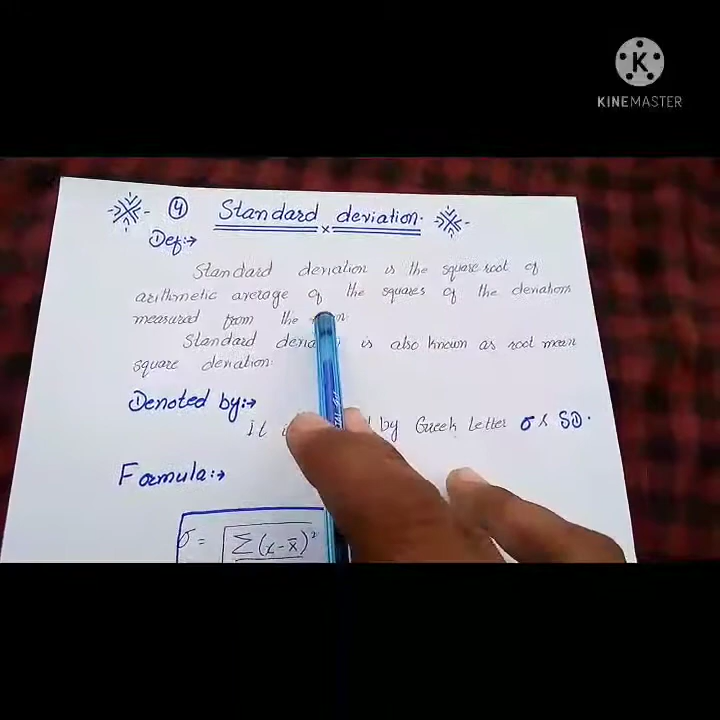 K
KINEMASTER
④ Standard deviation.
Def:→
Standard deviation is the square root of
arithmetic average of the squares of the deviations
measured from the
Standard is also known as root mean
square deviation:
Denoted by:→
it by Greek Letter σ SD.
Formula:→
σ = √Σ(x-x̄)²